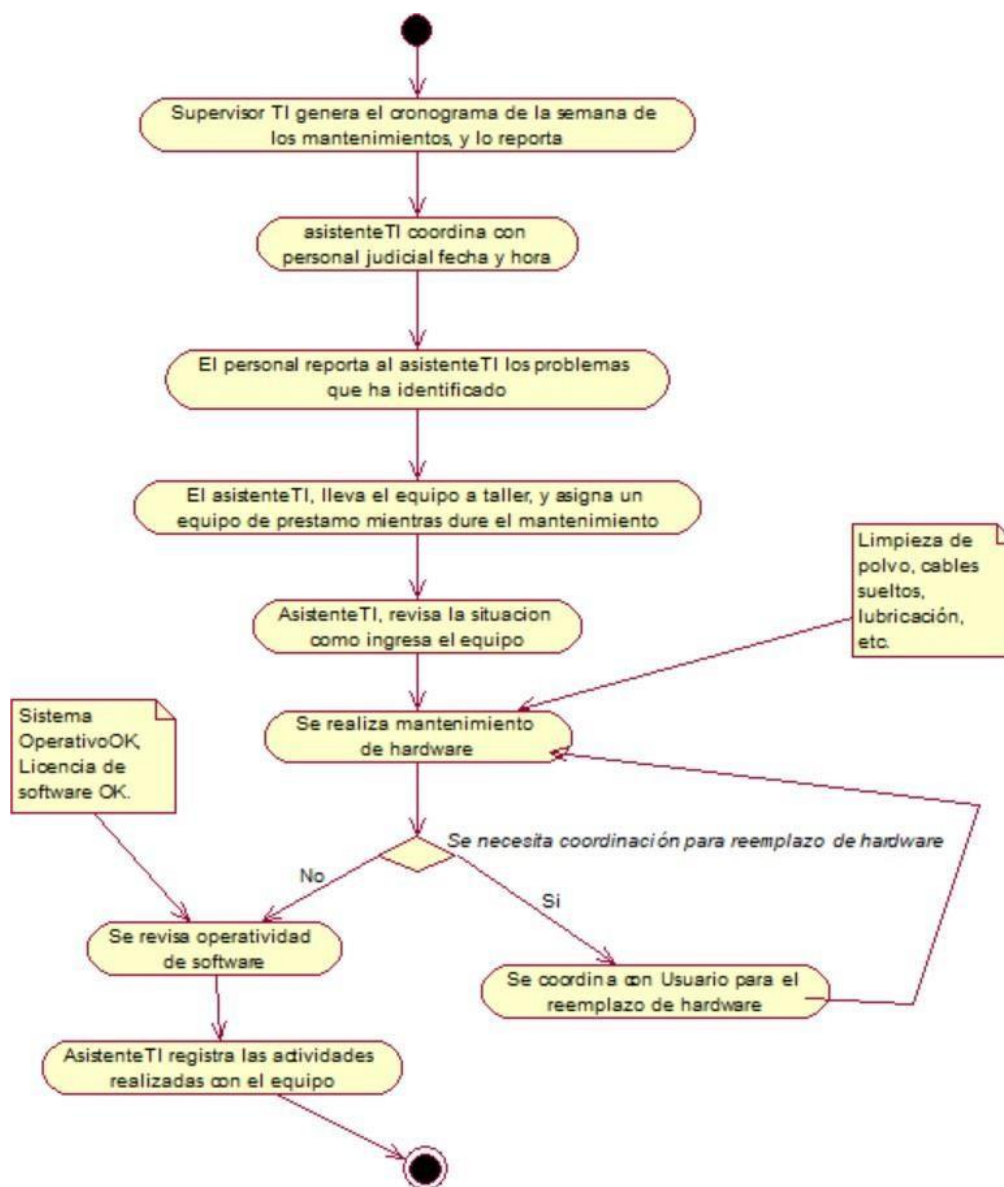 Supervisor TI genera el cronograma de la semana de
los mantenimientos, y lo reporta
asistenteTI coordina con
personal judicial fecha y hora
El personal reporta al asistenteTI los problemas
que ha identificado
El asistenteTI, lleva el equipo a taller, y asigna un
equipo de prestamo mientras dure el mantenimiento
Limpieza de
polvo, cables
sueltos,
lubricación,
etc.
AsistenteTI, revisa la situacion
como ingresa el equipo
Sistema
OperativoOK,
Licencia de
software OK.
Se realiza mantenimiento
de hardware
Se necesita coordinación para reemplazo de hardware
No
Si
Se revisa operatividad
de software
Se coordina con Usuario para el
reemplazo de hardware
AsistenteTI registra las actividades
realizadas con el equipo